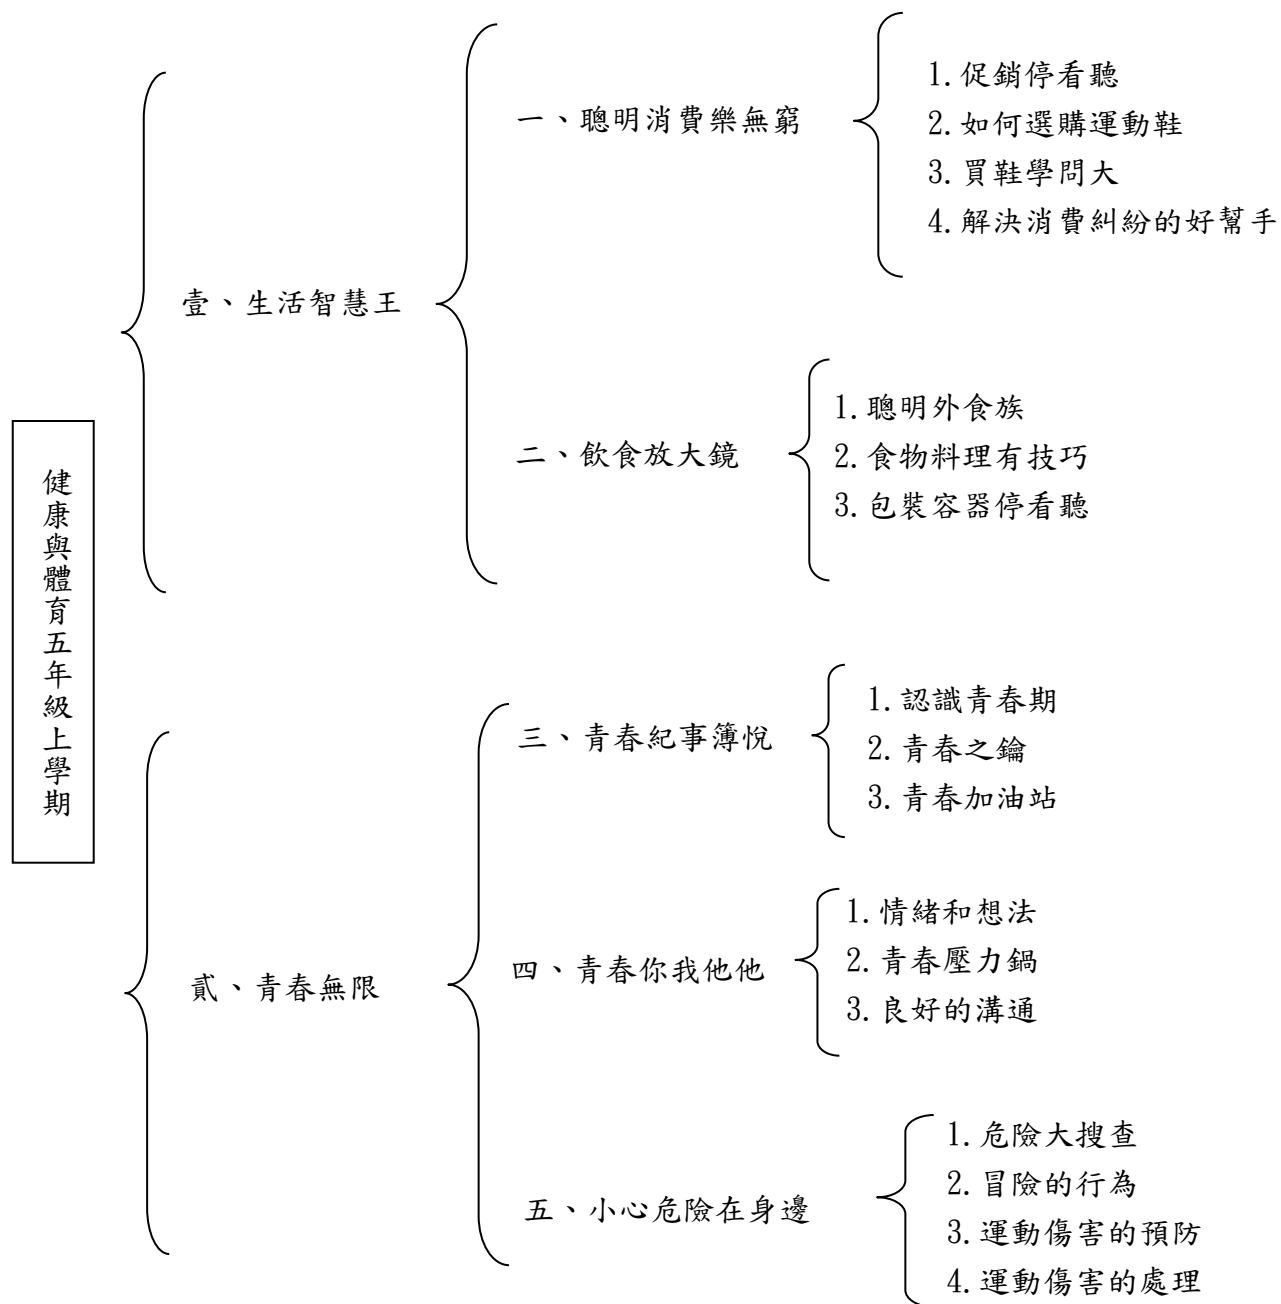 健康與體育五年級上學期
壹、生活智慧王
一、聰明消費樂無窮
1.促銷停看聽
2.如何選購運動鞋
3.買鞋學問大
4.解決消費糾紛的好幫手
二、飲食放大鏡
1.聰明外食族
2.食物料理有技巧
3.包裝容器停看聽
貳、青春無限
三、青春紀事簿悅
1.認識青春期
2.青春之鑰
3.青春加油站
四、青春你我他他
1.情緒和想法
2.青春壓力鍋
3.良好的溝通
五、小心危險在身邊
1.危險大搜查
2.冒險的行為
3.運動傷害的預防
4.運動傷害的處理